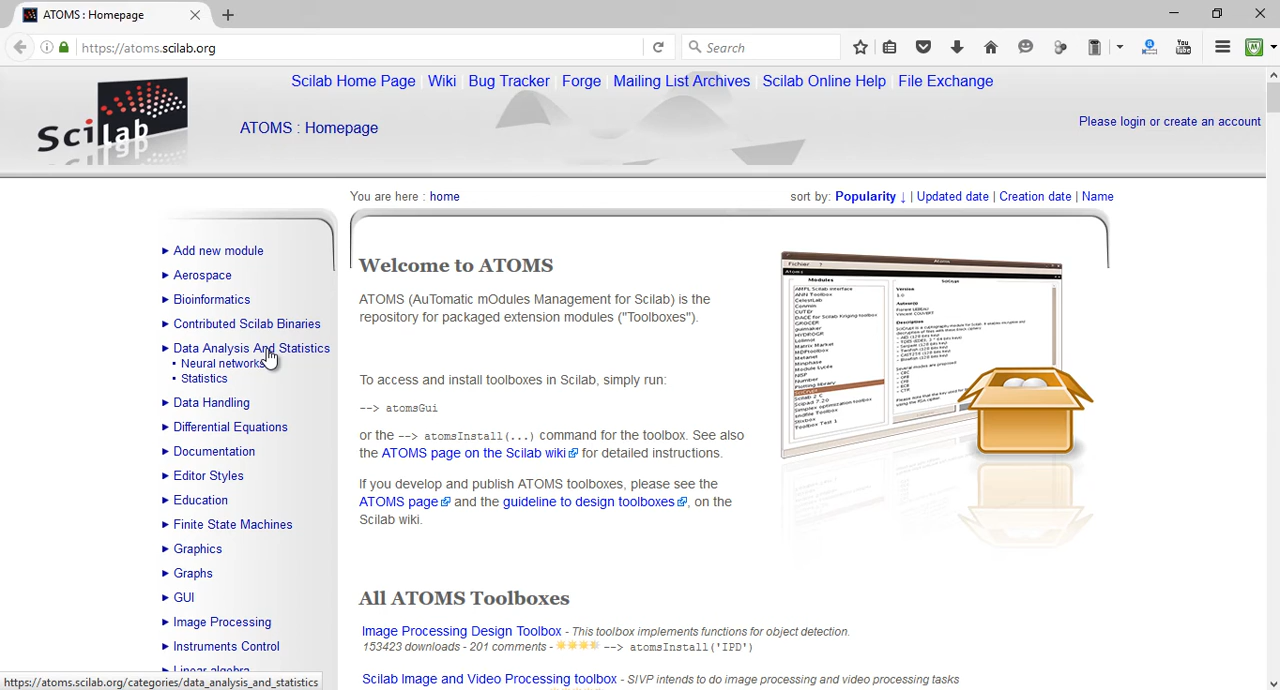 ATOMS : Homepage
https://atoms.scilab.org
Search
You
Scilab Home Page | Wiki | Bug Tracker | Forge | Mailing List Archives | Scilab Online Help | File Exchange
Scilab
ATOMS : Homepage
Please login or create an account
You are here : home
sort by: Popularity ↓ | Updated date | Creation date | Name
Add new module
Aerospace
Bioinformatics
Contributed Scilab Binaries
Data Analysis And Statistics
Neural networks
Statistics
Data Handling
Differential Equations
Documentation
Editor Styles
Education
Finite State Machines
Graphics
Graphs
GUI
Image Processing
Instruments Control
Linear algebra
Welcome to ATOMS
ATOMS (AuTomatic mOdules Management for Scilab) is the
repository for packaged extension modules ("Toolboxes").
To access and install toolboxes in Scilab, simply run:
--> atomsGui
or the --> atomsInstall(...) command for the toolbox. See also
the ATOMS page on the Scilab wiki for detailed instructions.
If you develop and publish ATOMS toolboxes, please see the
ATOMS page and the guideline to design toolboxes, on the
Scilab wiki.
All ATOMS Toolboxes
Image Processing Design Toolbox - This toolbox implements functions for object detection.
153423 downloads - 201 comments - --> atomsInstall('IPD')
Scilab Image and Video Processing toolbox - SIVP intends to do image processing and video processing tasks
https://atoms.scilab.org/categories/data_analysis_and_statistics